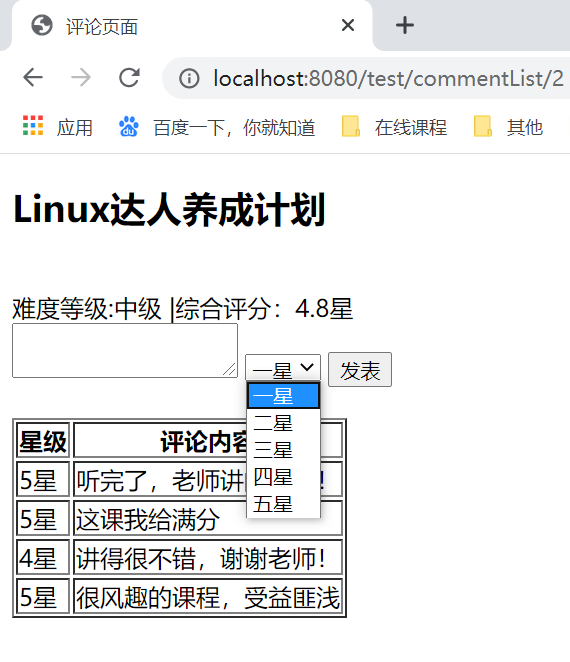 评论页面
localhost:8080/test/commentList/2
应用 百度一下，你就知道 在线课程 其他
Linux达人养成计划
难度等级:中级 |综合评分：4.8星
一星 发表
一星
二星
三星
四星
五星
星级 评论内容
5星 听完了，老师讲 !
5星 这课我给满分
4星 讲得很不错，谢谢老师!
5星 很风趣的课程，受益匪浅